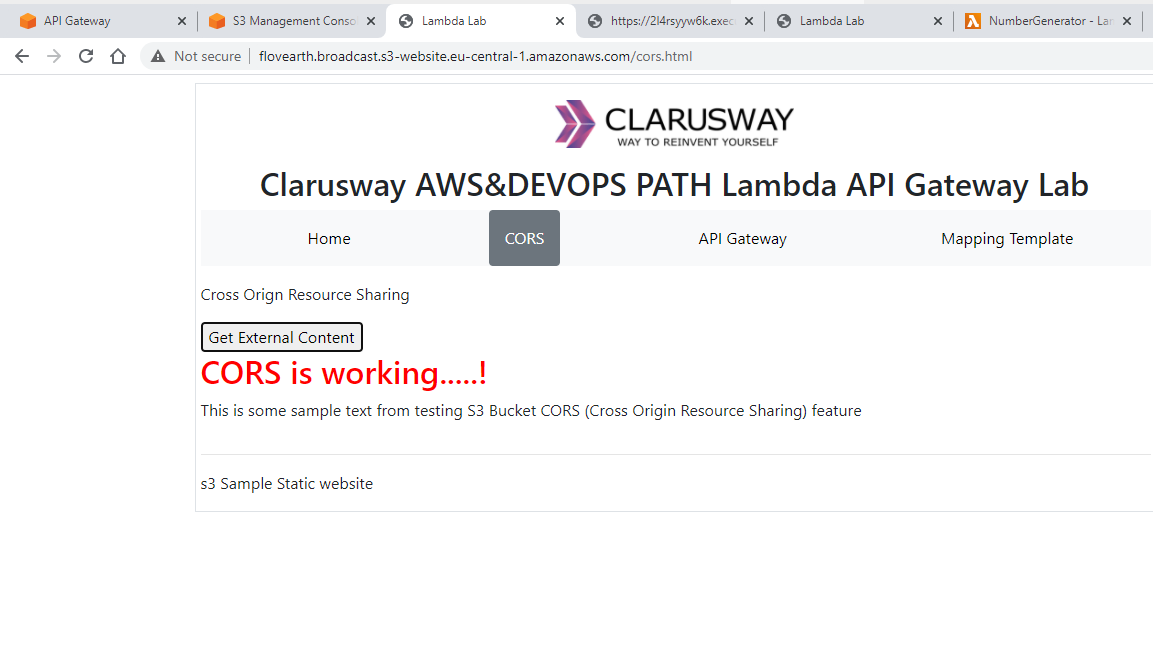 API Gateway
S3 Management Conso
Lambda Lab
https://2l4rsyyw6k.exec
Lambda Lab
NumberGenerator - Lam
Not secure
flovearth.broadcast.s3-website.eu-central-1.amazonaws.com/cors.html
CLARUSWAY
WAY TO REINVENT YOURSELF
Clarusway AWS&DEVOPS PATH Lambda API Gateway Lab
Home
CORS
API Gateway
Mapping Template
Cross Orign Resource Sharing
Get External Content
CORS is working.....!
This is some sample text from testing S3 Bucket CORS (Cross Origin Resource Sharing) feature
s3 Sample Static website